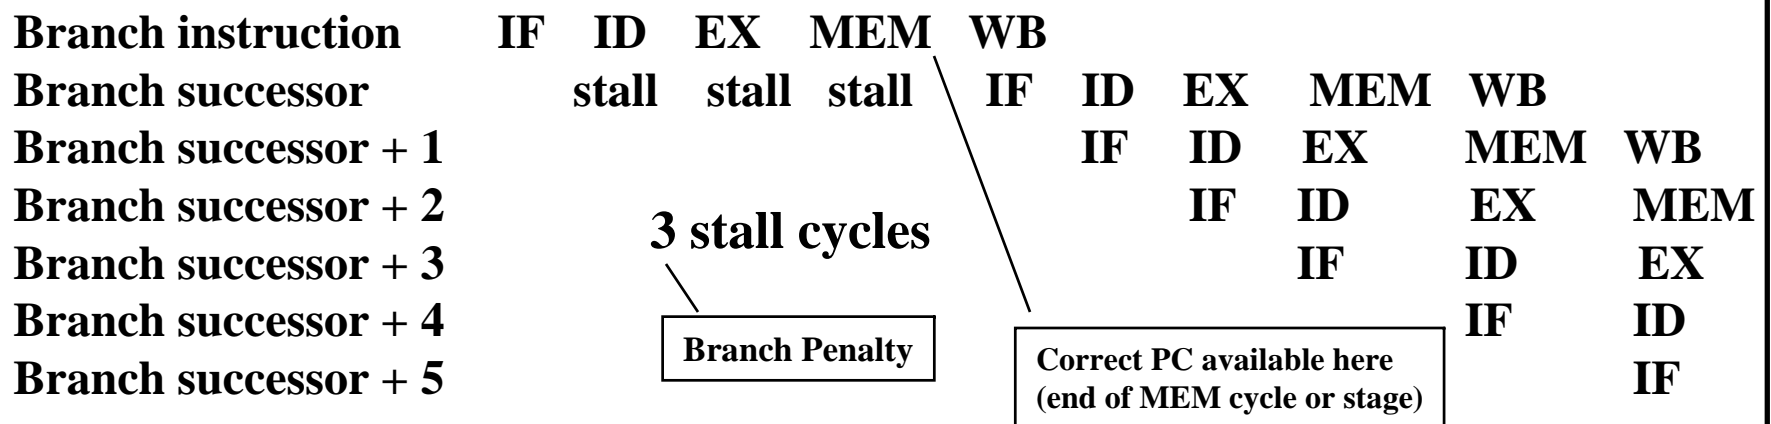 Branch instruction IF ID EX MEM WB
Branch successor stall stall stall IF ID EX MEM WB
Branch successor + 1 IF ID EX MEM WB
Branch successor + 2 IF ID EX MEM
3 stall cycles
Branch successor + 3 IF ID EX
Branch successor + 4 IF ID
Branch Penalty
Correct PC available here
(end of MEM cycle or stage)
Branch successor + 5 IF